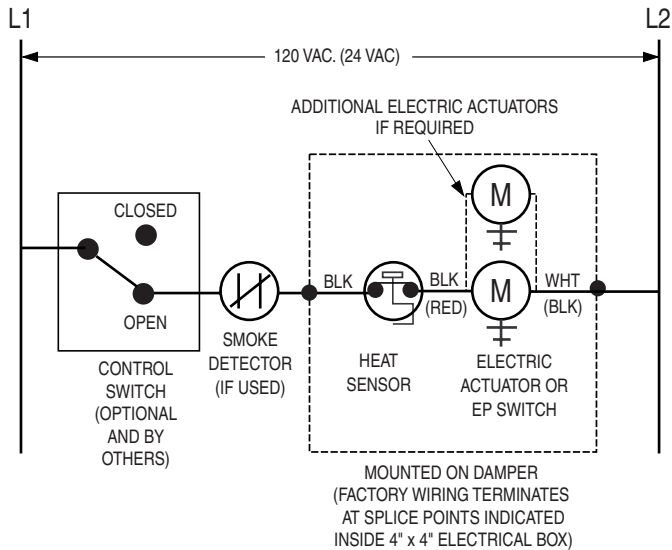 L1
L2
120 VAC. (24 VAC)
ADDITIONAL ELECTRIC ACTUATORS
IF REQUIRED
M
CLOSED
OPEN
BLK
BLK
(RED)
M
WHT
(BLK)
CONTROL
SWITCH
(OPTIONAL
AND BY
OTHERS)
SMOKE
DETECTOR
(IF USED)
HEAT
SENSOR
ELECTRIC
ACTUATOR OR
EP SWITCH
MOUNTED ON DAMPER
(FACTORY WIRING TERMINATES
AT SPLICE POINTS INDICATED
INSIDE 4" x 4" ELECTRICAL BOX)